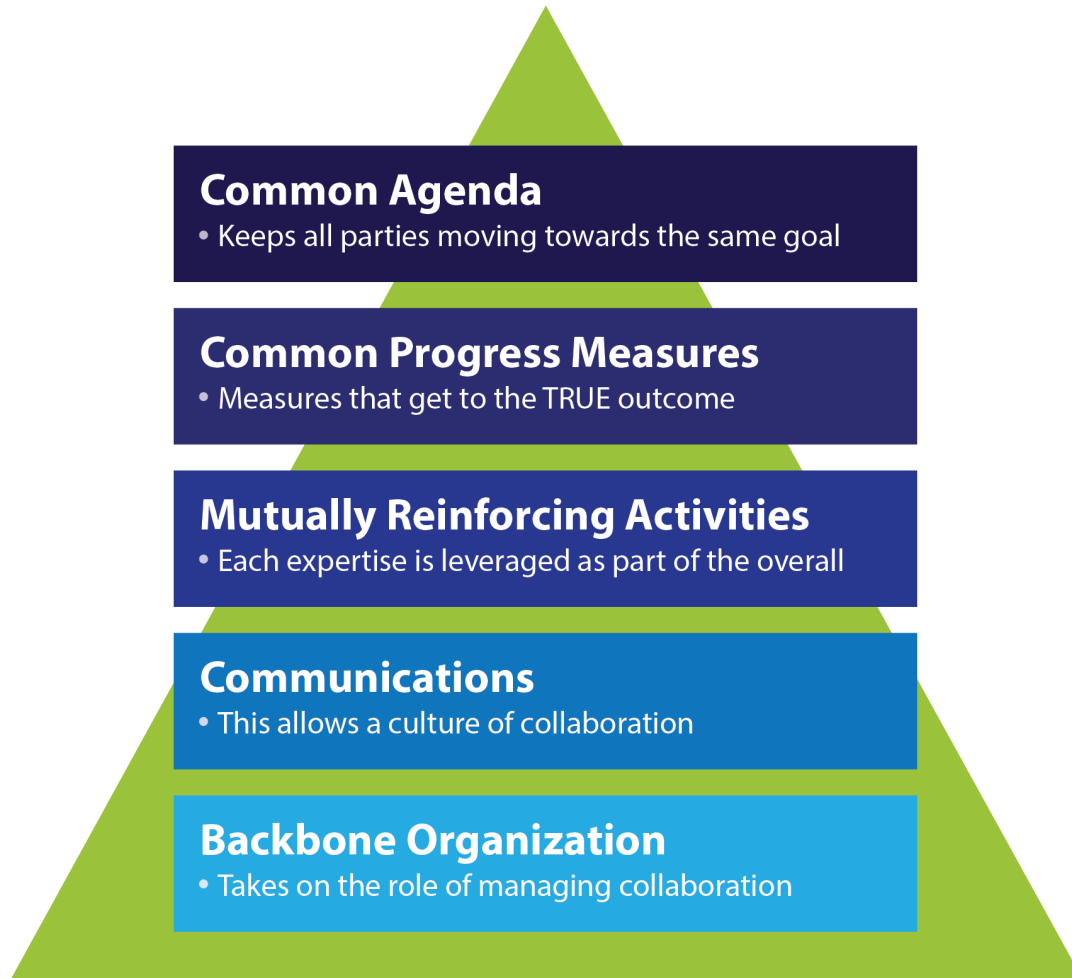 Common Agenda
• Keeps all parties moving towards the same goal
Common Progress Measures
• Measures that get to the TRUE outcome
Mutually Reinforcing Activities
• Each expertise is leveraged as part of the overall
Communications
• This allows a culture of collaboration
Backbone Organization
• Takes on the role of managing collaboration